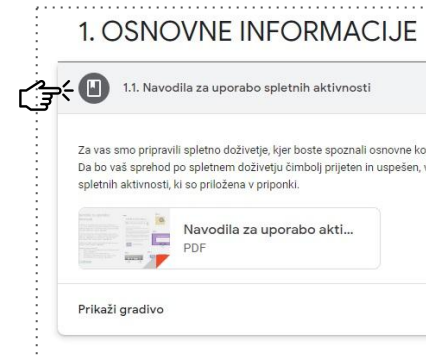 1. OSNOVNE INFORMACIJE
1.1. Navodila za uporabo spletnih aktivnosti
Za vas smo pripravili spletno doživetje, kjer boste spoznali osnovne
Da bo vaš sprehod po spletnem doživetju čimbolj prijeten in uspešen,
spletnih aktivnosti, ki so priložena v priponki.
Navodila za uporabo akti...
PDF
Prikaži gradivo